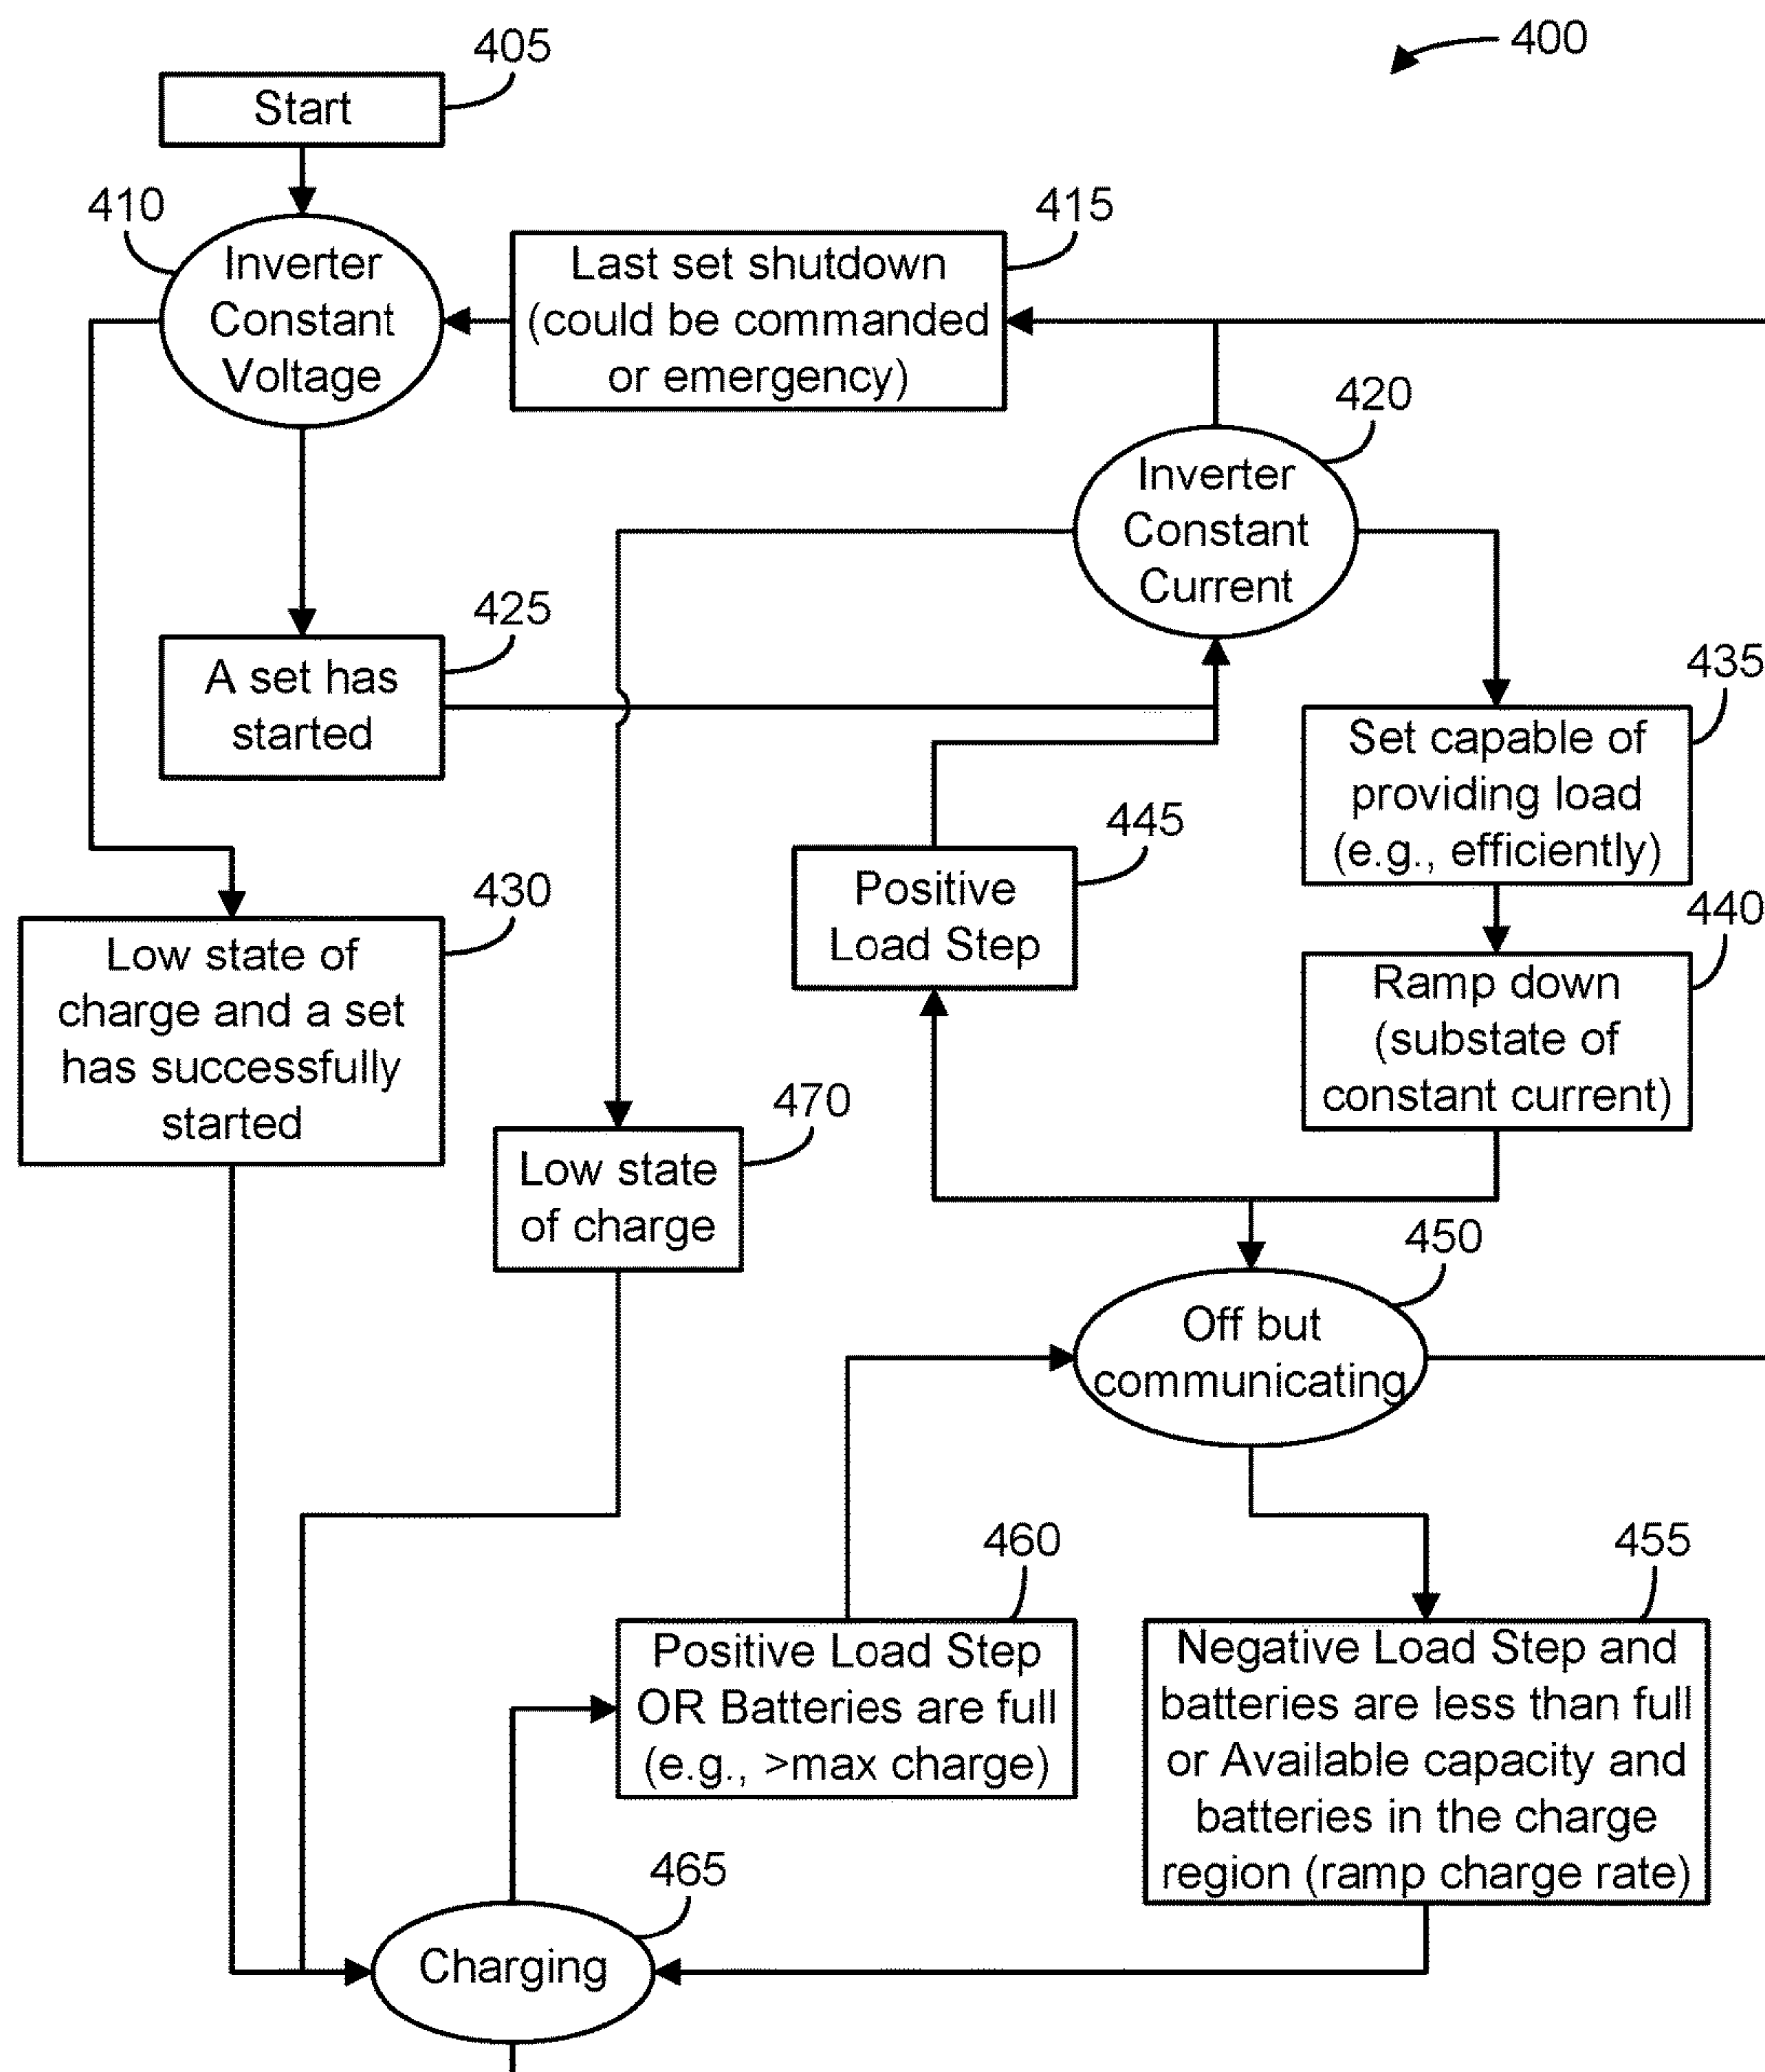 400
405
Start
410
Inverter
Constant
Voltage
415
Last set shutdown
(could be commanded
or emergency)
420
Inverter
Constant
Current
425
A set has
started
435
Set capable of
providing load
(e.g., efficiently)
430
Low state of
charge and a set
has successfully
started
445
Positive
Load Step
440
Ramp down
(substate of
constant current)
470
Low state
of charge
450
Off but
communicating
460
Positive Load Step
OR Batteries are full
(e.g., >max charge)
455
Negative Load Step and
batteries are less than full
or Available capacity and
batteries in the charge
region (ramp charge rate)
465
Charging